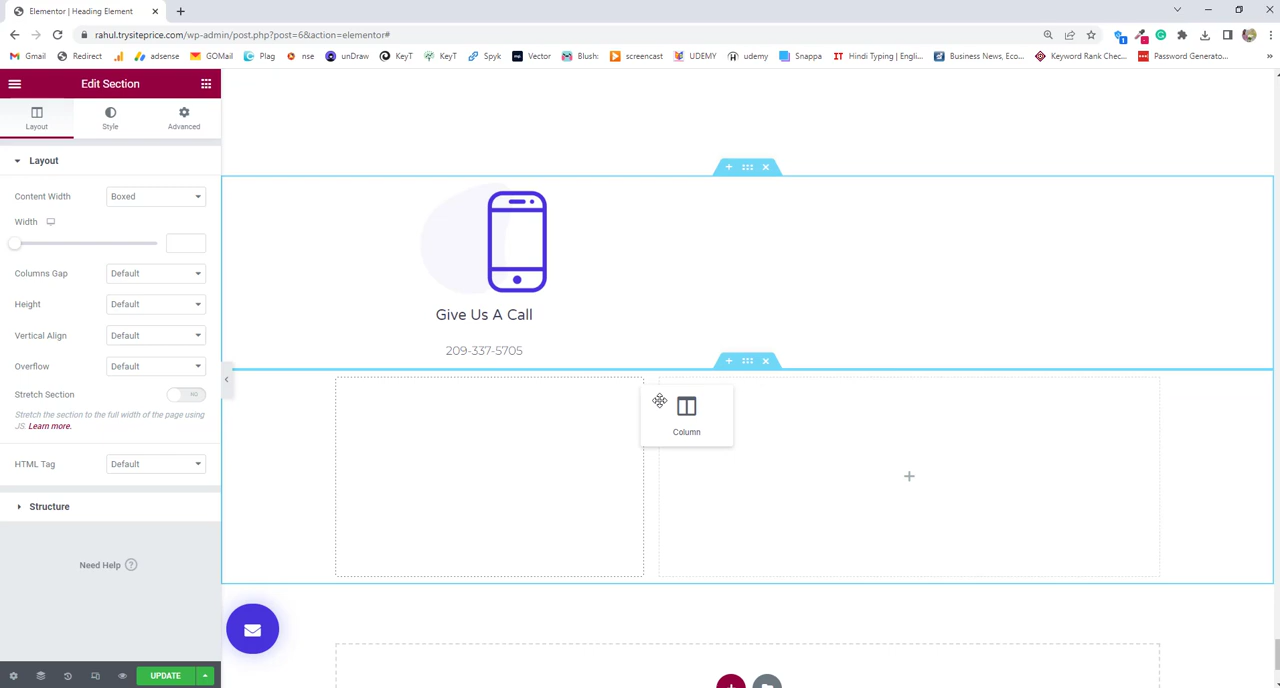 Elementor | Heading Element
rahul.trysiteprice.com/wp-admin/post.php?post=6&action=elementor#
Gmail Redirect adsense GOMail Plag nse unDraw KeyT KeyT Spyk Vector Blush: screencast UDEMY udemy Snappa Hindi Typing | Engli... Business News, Eco... Keyword Rank Chec... Password Generato... »
Edit Section
Layout Style Advanced
Layout
Content Width Boxed
Width
Columns Gap Default
Height Default
Vertical Align Default
Overflow Default
Stretch Section NO
Stretch the section to the full width of the page using
JS. Learn more.
HTML Tag Default
Structure
Need Help ?
UPDATE
Give Us A Call
209-337-5705
Column